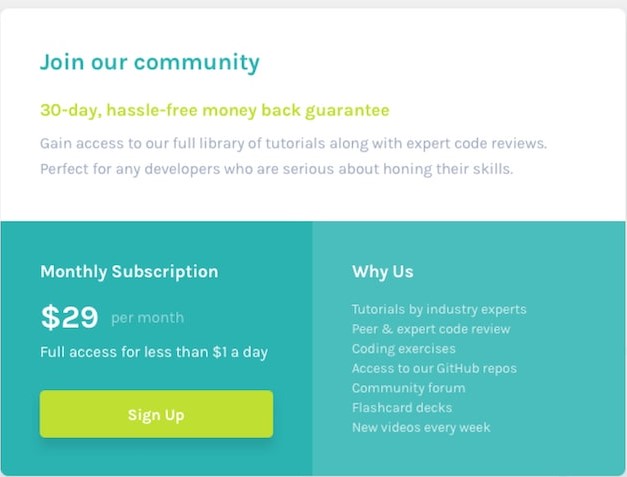 Join our community
30-day, hassle-free money back guarantee
Gain access to our full library of tutorials along with expert code reviews.
Perfect for any developers who are serious about honing their skills.
Monthly Subscription
$29 per month
Full access for less than $1 a day
Sign Up
Why Us
Tutorials by industry experts
Peer & expert code review
Coding exercises
Access to our GitHub repos
Community forum
Flashcard decks
New videos every week